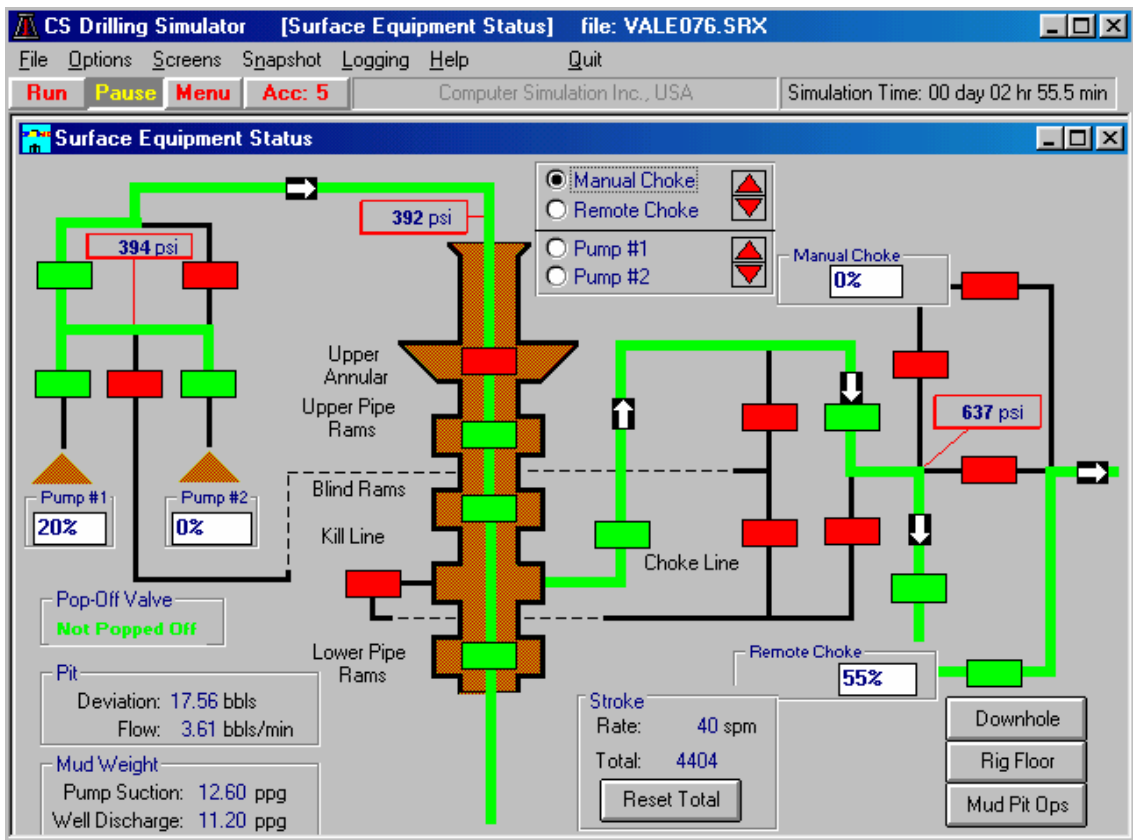 CS Drilling Simulator [Surface Equipment Status] file: VALE076.SRX
File Options Screens Snapshot Logging Help Quit
Run Pause Menu Acc: 5 Computer Simulation Inc., USA Simulation Time: 00 day 02 hr 55.5 min
Surface Equipment Status
Manual Choke
Remote Choke
Pump #1
Pump #2
392 psi
394 psi
Manual Choke
0%
Upper
Annular
Upper Pipe
Rams
637 psi
Blind Rams
Kill Line
Choke Line
Pump #1
20%
Pump #2
0%
Pop-Off Valve
Not Popped Off
Lower Pipe
Rams
Remote Choke
55%
Pit
Deviation: 17.56 bbls
Flow: 3.61 bbls/min
Stroke
Rate: 40 spm
Total: 4404
Reset Total
Downhole
Rig Floor
Mud Pit Ops
Mud Weight
Pump Suction: 12.60 ppg
Well Discharge: 11.20 ppg